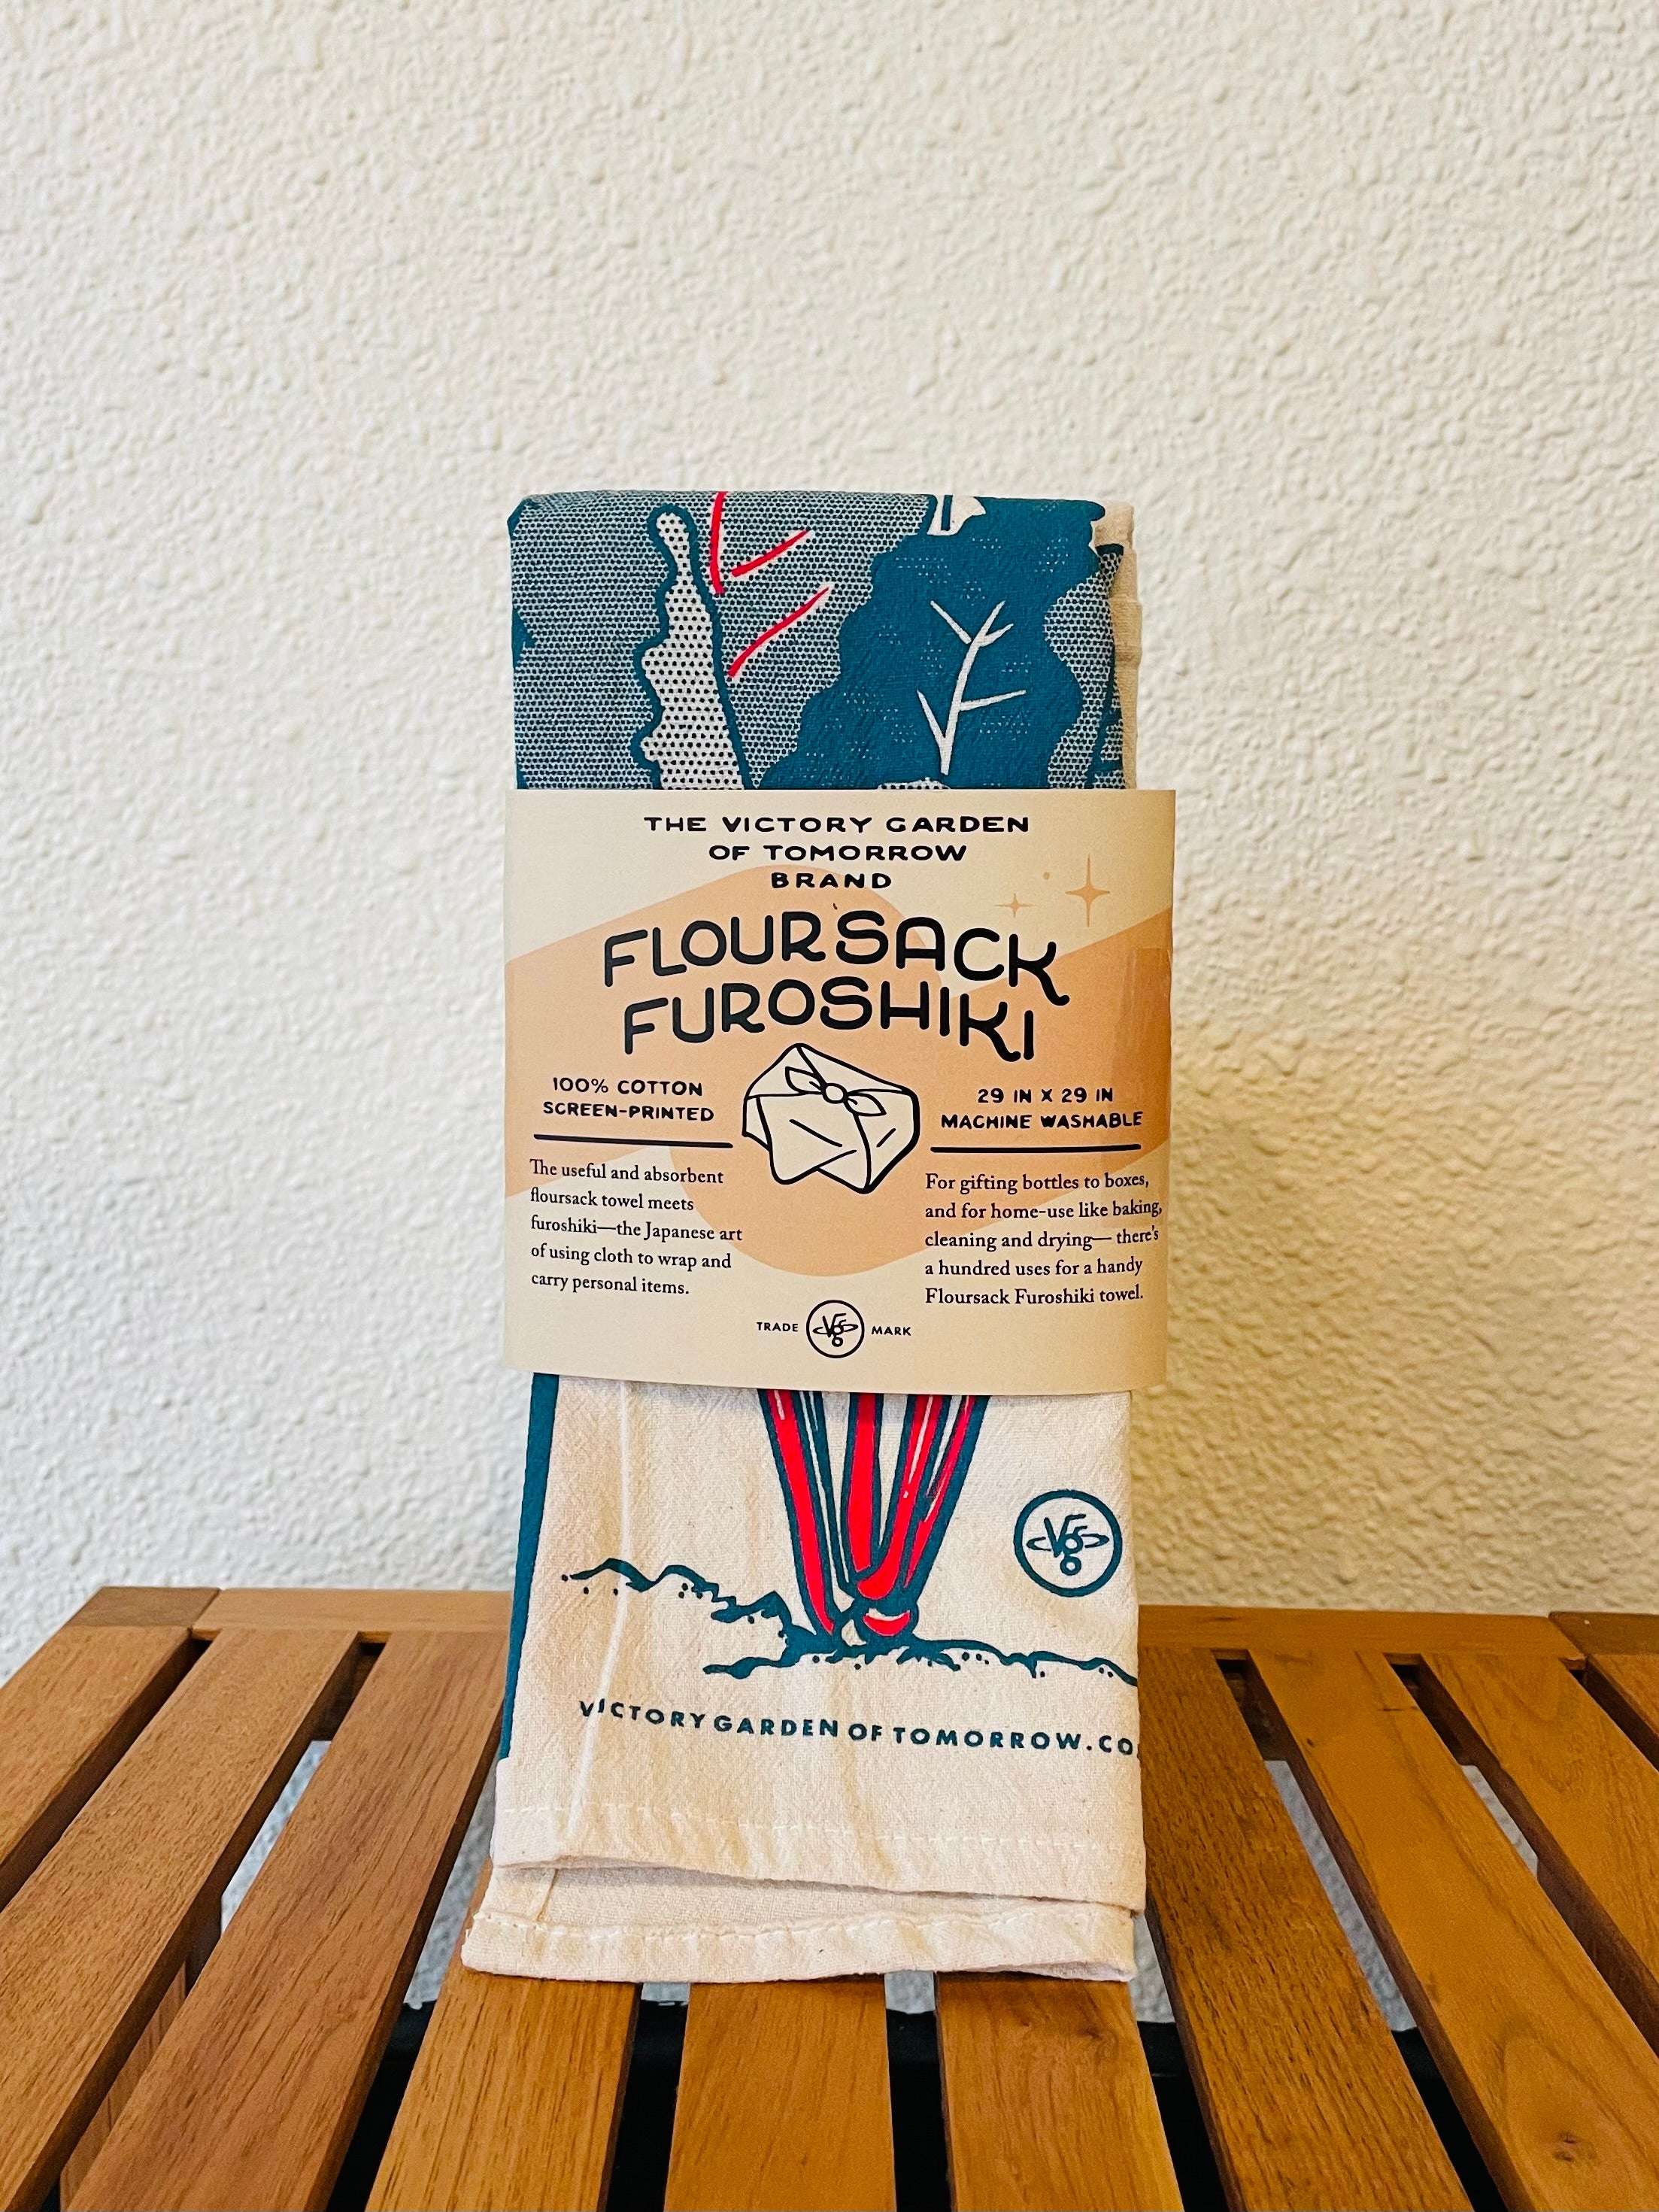 THE VICTORY GARDEN
OF TOMORROW
BRAND
FLOURSACK
FUROSHIKI
100% COTTON
SCREEN-PRINTED
The useful and absorbent
floursack towel meets
furoshiki—the Japanese art
of using cloth to wrap and
carry personal items.
29 IN X 29 IN
MACHINE WASHABLE
For gifting bottles to boxes,
and for home-use like baking,
cleaning and drying— there's
a hundred uses for a handy
Floursack Furoshiki towel.
TRADE MARK
VICTORYGARDENOFTOMORROW.CO